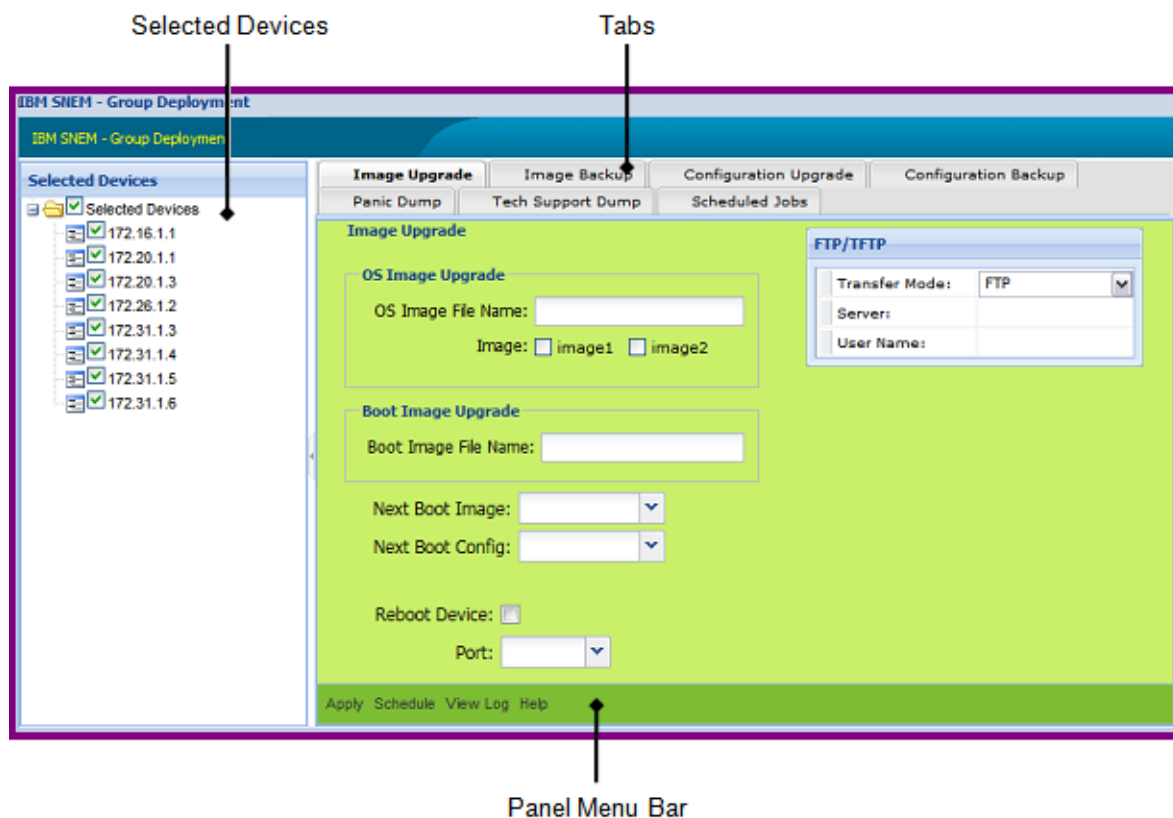 Selected Devices
Tabs
IBM SNEM - Group Deployment
IBM SNEM - Group Deploymen
Selected Devices
Selected Devices
172.16.1.1
172.20.1.1
172.20.1.3
172.26.1.2
172.31.1.3
172.31.1.4
172.31.1.5
172.31.1.6
Image Upgrade
Image Backup
Configuration Upgrade
Configuration Backup
Panic Dump
Tech Support Dump
Scheduled Jobs
Image Upgrade
OS Image Upgrade
OS Image File Name:
Image: image1 image2
Boot Image Upgrade
Boot Image File Name:
Next Boot Image:
Next Boot Config:
Reboot Device:
Port:
FTP/TFTP
Transfer Mode: FTP
Server:
User Name:
Apply Schedule View Log Help
Panel Menu Bar